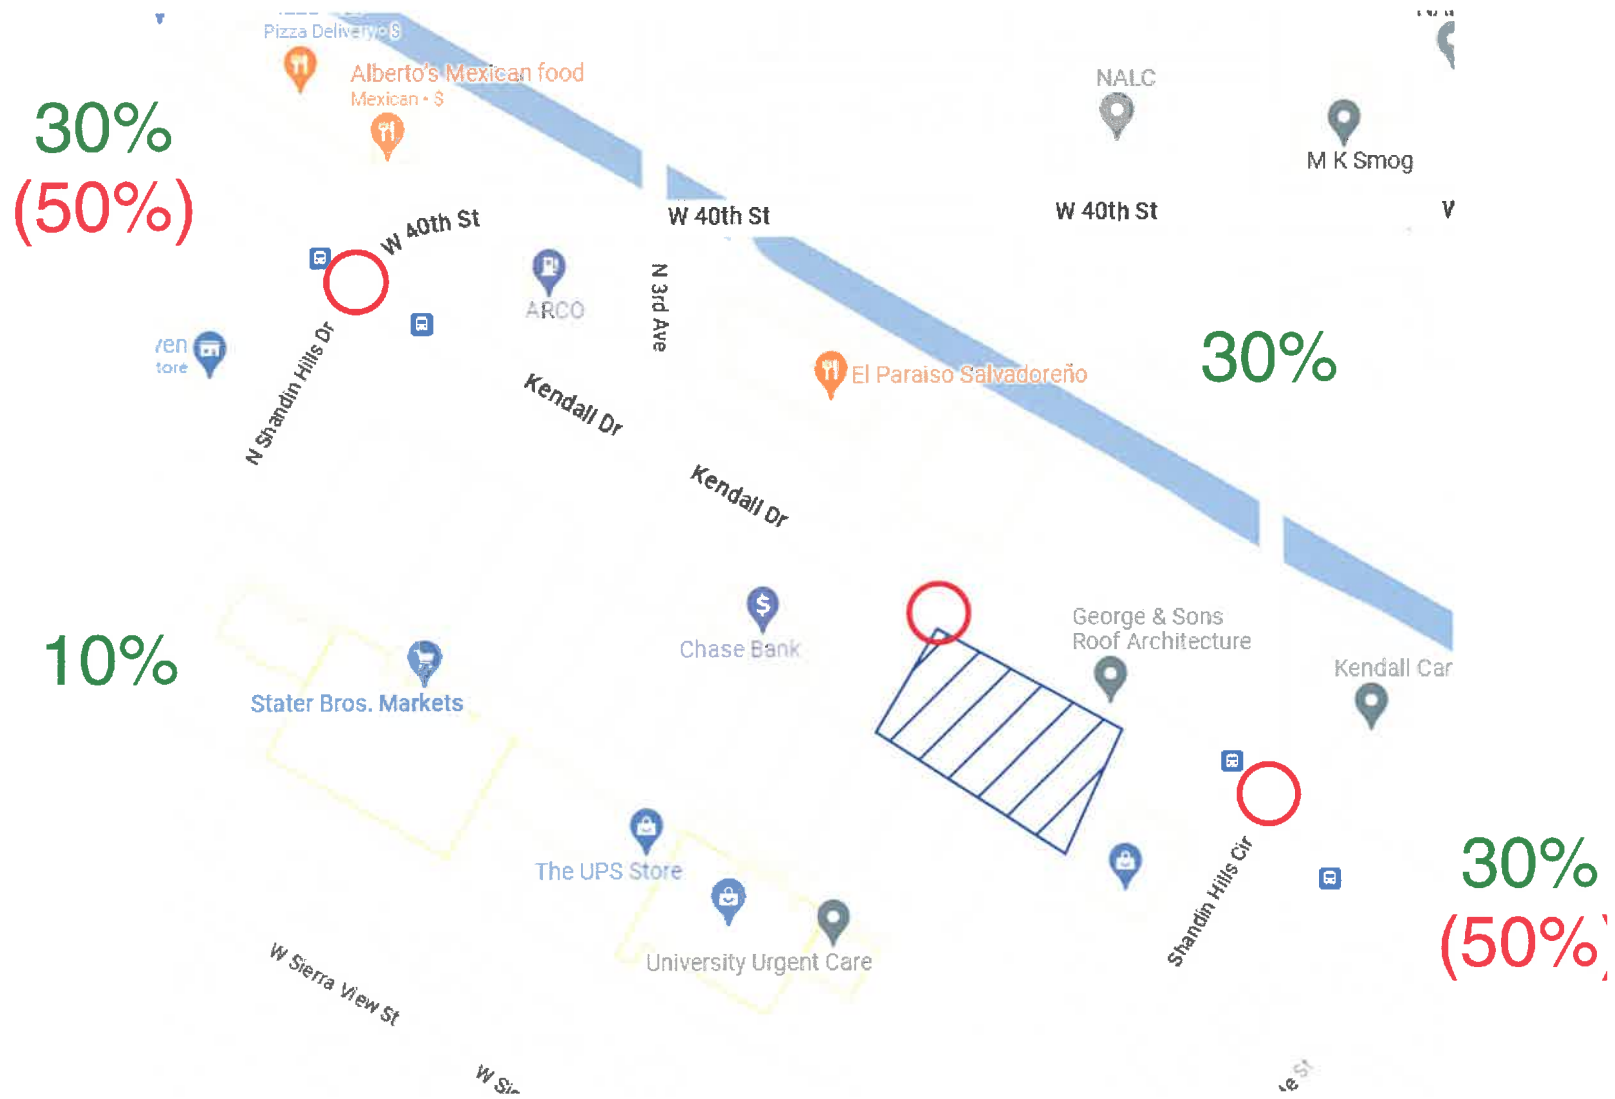 Pizza Delivery • $
Alberto's Mexican food
Mexican • $
NALC
M K Smog
30%
(50%)
W 40th St
W 40th St
W 40th St
ARCO
N 3rd Ave
N Shandin Hills Dr
Kendall Dr
El Paraiso Salvadoreño
30%
Kendall Dr
10%
Stater Bros. Markets
Chase Bank
George & Sons
Roof Architecture
Kendall Car
The UPS Store
University Urgent Care
Shandin Hills Cir
30%
(50%)
W Sierra View St